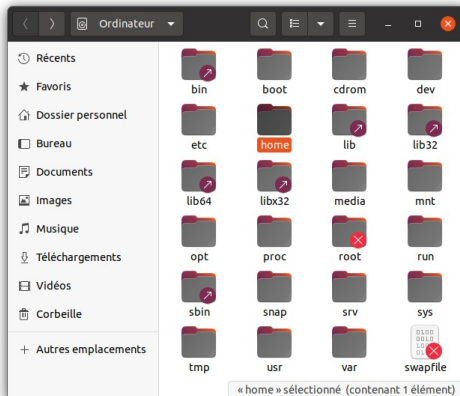 Ordinateur
Récents
Favoris
Dossier personnel
Bureau
Documents
Images
Musique
Téléchargements
Vidéos
Corbeille
+ Autres emplacements
bin boot cdrom dev
etc home lib lib32
lib64 libx32 media mnt
opt proc root run
sbin snap srv sys
tmp usr var swapfile
« home » sélectionné (contenant 1 élément)